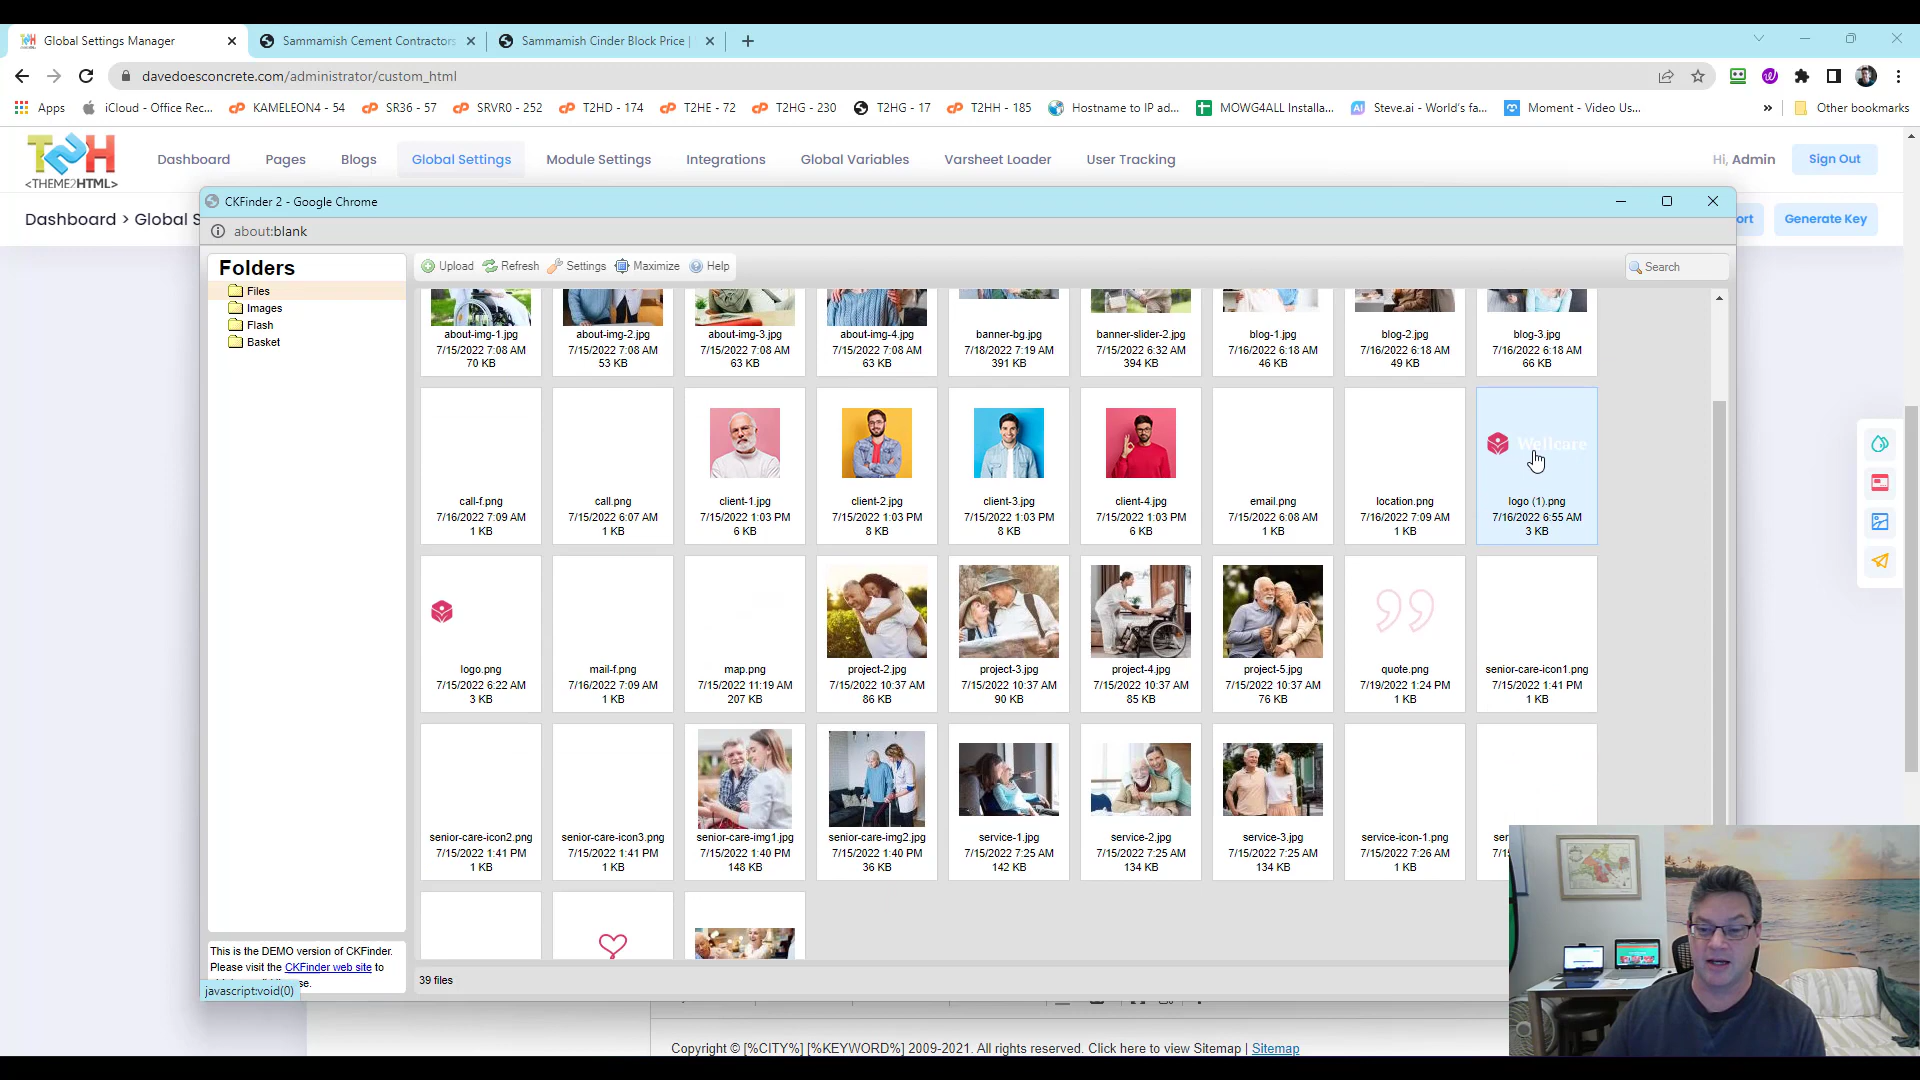 Global Settings Manager
Sammamish Cement Contractors
Sammamish Cinder Block Price |
davedoesconcrete.com/administrator/custom_html
Apps
iCloud - Office Rec...
KAMELEON4 - 54
SR36 - 57
SRVR0 - 252
T2HD - 174
T2HE - 72
T2HG - 230
T2HG - 17
T2HH - 185
Hostname to IP ad...
MOWG4ALL Installa...
Steve.ai - World's fa...
Moment - Video Us...
»
Other bookmarks
T2H
<THEME2HTML>
Dashboard
Pages
Blogs
Global Settings
Module Settings
Integrations
Global Variables
Varsheet Loader
User Tracking
Hi, Admin
Sign Out
Dashboard > Global S
ort
Generate Key
CKFinder 2 - Google Chrome
about:blank
Folders
Files
Images
Flash
Basket
Upload
Refresh
Settings
Maximize
Help
Search
about-img-1.jpg
7/15/2022 7:08 AM
70 KB
about-img-2.jpg
7/15/2022 7:08 AM
53 KB
about-img-3.jpg
7/15/2022 7:08 AM
63 KB
about-img-4.jpg
7/15/2022 7:08 AM
63 KB
banner-bg.jpg
7/18/2022 7:19 AM
391 KB
banner-slider-2.jpg
7/15/2022 6:32 AM
394 KB
blog-1.jpg
7/16/2022 6:18 AM
46 KB
blog-2.jpg
7/16/2022 6:18 AM
49 KB
blog-3.jpg
7/16/2022 6:18 AM
66 KB
call-f.png
7/16/2022 7:09 AM
1 KB
call.png
7/15/2022 6:07 AM
1 KB
client-1.jpg
7/15/2022 1:03 PM
6 KB
client-2.jpg
7/15/2022 1:03 PM
8 KB
client-3.jpg
7/15/2022 1:03 PM
8 KB
client-4.jpg
7/15/2022 1:03 PM
6 KB
email.png
7/15/2022 6:08 AM
1 KB
location.png
7/16/2022 7:09 AM
1 KB
Wellcare
logo (1).png
7/16/2022 6:55 AM
3 KB
logo.png
7/15/2022 6:22 AM
3 KB
mail-f.png
7/16/2022 7:09 AM
1 KB
map.png
7/15/2022 11:19 AM
207 KB
project-2.jpg
7/15/2022 10:37 AM
86 KB
project-3.jpg
7/15/2022 10:37 AM
90 KB
project-4.jpg
7/15/2022 10:37 AM
85 KB
project-5.jpg
7/15/2022 10:37 AM
76 KB
quote.png
7/19/2022 1:24 PM
1 KB
senior-care-icon1.png
7/15/2022 1:41 PM
1 KB
senior-care-icon2.png
7/15/2022 1:41 PM
1 KB
senior-care-icon3.png
7/15/2022 1:41 PM
1 KB
senior-care-img1.jpg
7/15/2022 1:40 PM
148 KB
senior-care-img2.jpg
7/15/2022 1:40 PM
36 KB
service-1.jpg
7/15/2022 7:25 AM
142 KB
service-2.jpg
7/15/2022 7:25 AM
134 KB
service-3.jpg
7/15/2022 7:25 AM
134 KB
service-icon-1.png
7/15/2022 7:26 AM
1 KB
ser
7/15
This is the DEMO version of CKFinder.
Please visit the CKFinder web site to
se.
javascript:void(0)
39 files
Copyright © [%CITY%] [%KEYWORD%] 2009-2021. All rights reserved. Click here to view Sitemap | Sitemap